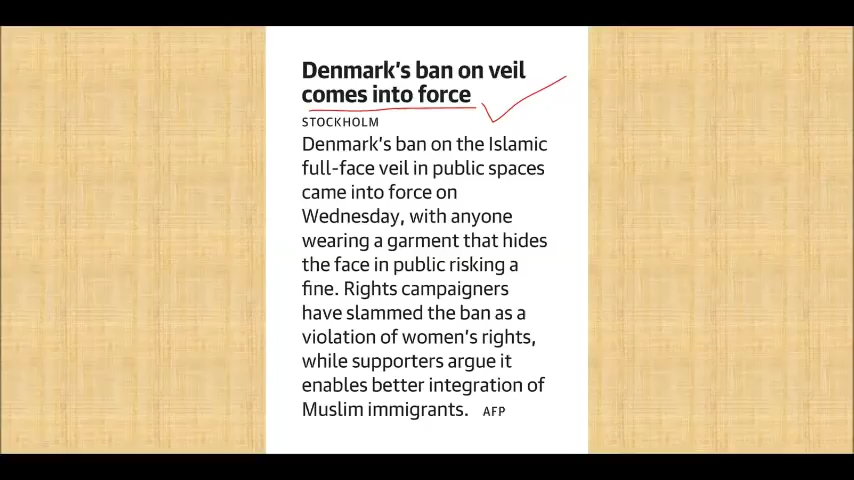 Denmark's ban on veil
comes into force
STOCKHOLM
Denmark's ban on the Islamic
full-face veil in public spaces
came into force on
Wednesday, with anyone
wearing a garment that hides
the face in public risking a
fine. Rights campaigners
have slammed the ban as a
violation of women's rights,
while supporters argue it
enables better integration of
Muslim immigrants. AFP